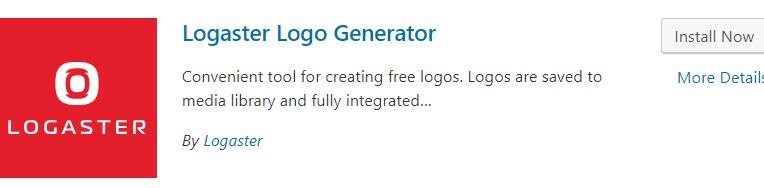 Logaster Logo Generator
Install Now
Convenient tool for creating free logos. Logos are saved to
More Details
media library and fully integrated...
LOGASTER
By Logaster